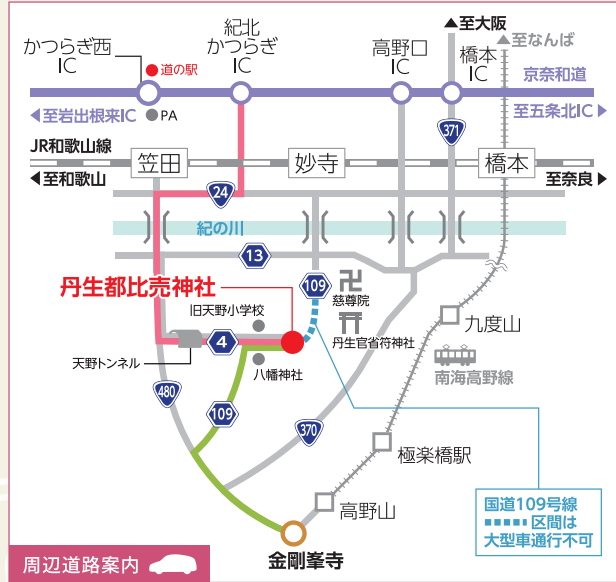 ▲至大阪
かつらぎ西
IC
紀北
かつらぎ
IC
高野口
IC
橋本
IC
▲至なんば
道の駅
京奈和道
◀至岩出根来IC
PA
至五条北IC▶
371
JR和歌山線
笠田
妙寺
橋本
◀至和歌山
至奈良▶
24
紀の川
13
109
慈尊院
丹生都比売神社
旧天野小学校
丹生官省符神社
九度山
4
天野トンネル
八幡神社
南海高野線
480
109
370
極楽橋駅
高野山
国道109号線
区間は
大型車通行不可
金剛峯寺
周辺道路案内